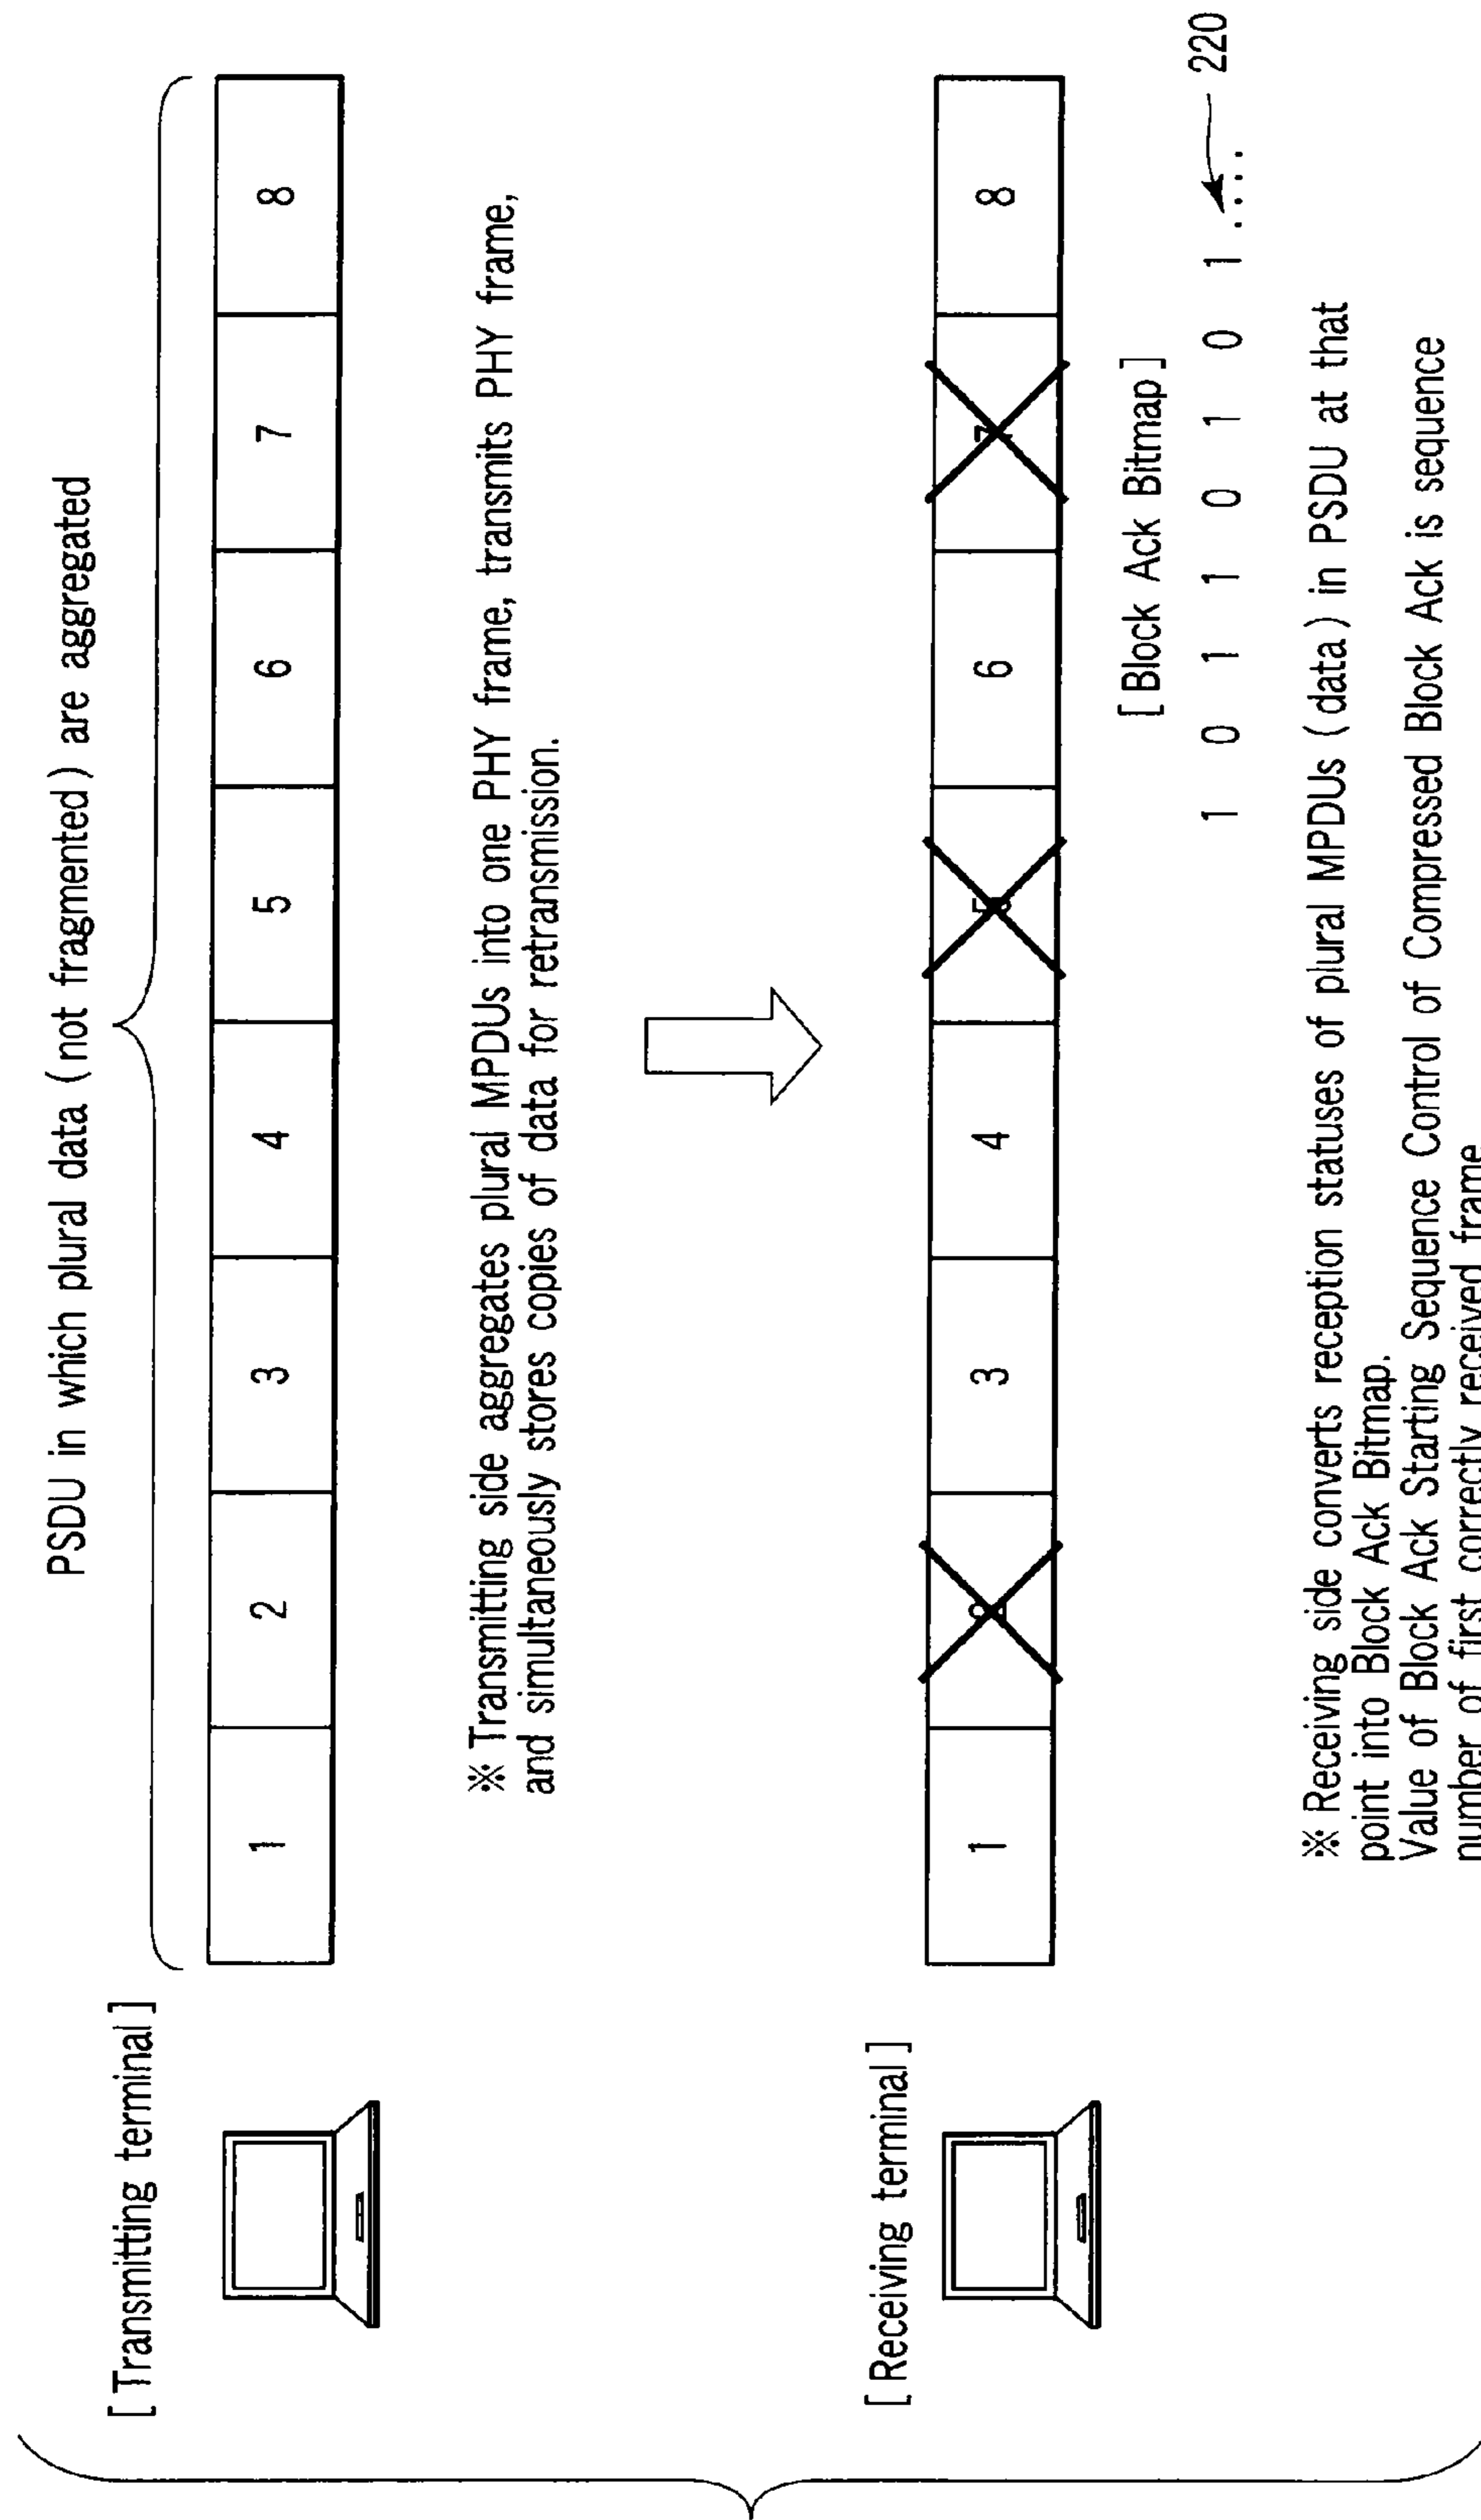 PSDU in which plural data (not fragmented) are aggregated
[Transmitting terminal]
1 2 3 4 5 6 7 8
※ Transmitting side aggregates plural MPDUs into one PHY frame, transmits PHY frame,
and simultaneously stores copies of data for retransmission.
[Receiving terminal]
1 3 4 6 8
[Block Ack Bitmap]
1 0 1 1 1 0 1 0 1 ....
220
※ Receiving side converts reception statuses of plural MPDUs (data) in PSDU at that
point into Block Ack Bitmap.
Value of Block Ack Starting Sequence Control of Compressed Block Ack is sequence
number of first correctly received frame